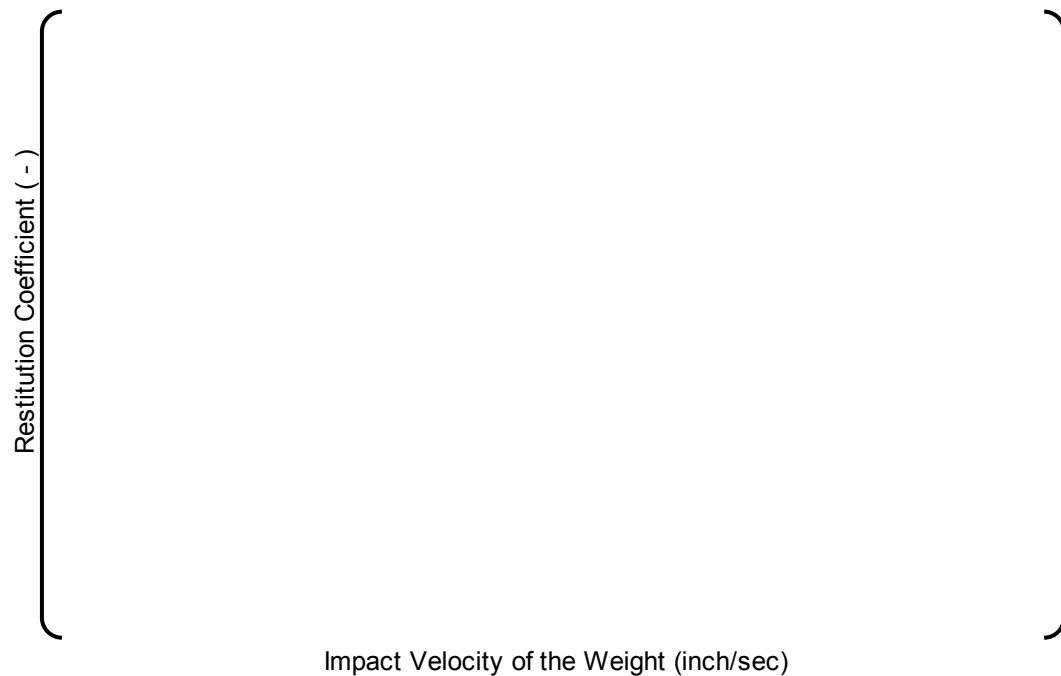 Restitution Coefficient ( - )
Impact Velocity of the Weight (inch/sec)